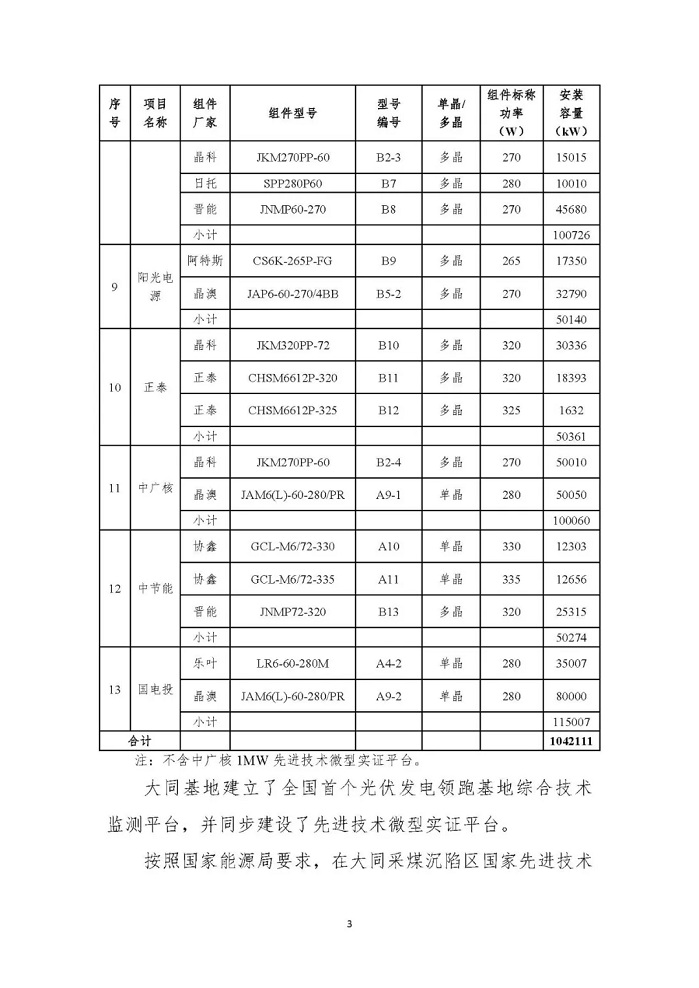 序号 项目名称 组件厂家 组件型号 型号编号 单晶/多晶 组件标称功率（W） 安装容量（kW）
晶科 JKM270PP-60 B2-3 多晶 270 15015
日托 SPP280P60 B7 多晶 280 10010
晋能 JNMP60-270 B8 多晶 270 45680
小计 100726
9 阳光电源 阿特斯 CS6K-265P-FG B9 多晶 265 17350
晶澳 JAP6-60-270/4BB B5-2 多晶 270 32790
小计 50140
10 正泰 晶科 JKM320PP-72 B10 多晶 320 30336
正泰 CHSM6612P-320 B11 多晶 320 18393
正泰 CHSM6612P-325 B12 多晶 325 1632
小计 50361
11 中广核 晶科 JKM270PP-60 B2-4 多晶 270 50010
晶澳 JAM6(L)-60-280/PR A9-1 单晶 280 50050
小计 100060
12 中节能 协鑫 GCL-M6/72-330 A10 单晶 330 12303
协鑫 GCL-M6/72-335 A11 单晶 335 12656
晋能 JNMP72-320 B13 多晶 320 25315
小计 50274
13 国电投 乐叶 LR6-60-280M A4-2 单晶 280 35007
晶澳 JAM6(L)-60-280/PR A9-2 单晶 280 80000
小计 115007
合计 1042111
注：不含中广核 1MW 先进技术微型实证平台。
大同基地建立了全国首个光伏发电领跑基地综合技术
监测平台，并同步建设了先进技术微型实证平台。
按照国家能源局要求，在大同采煤沉陷区国家先进技术
3